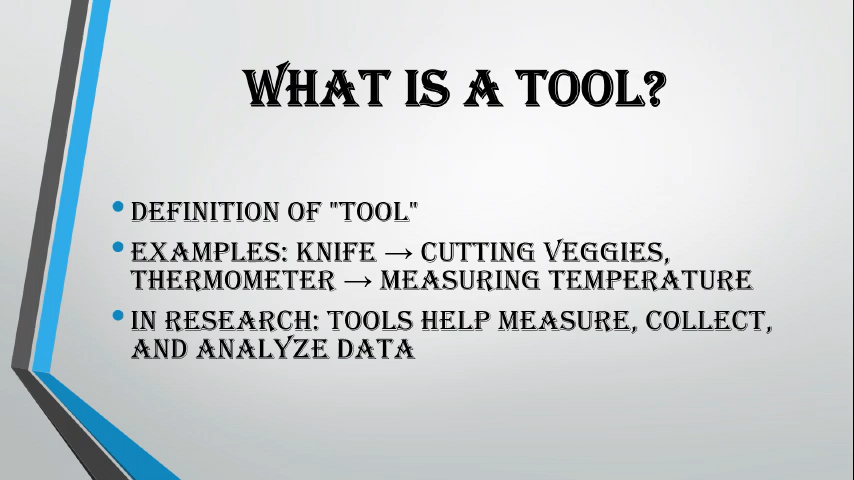 WHAT IS A TOOL?
• DEFINITION OF "TOOL"
• EXAMPLES: KNIFE → CUTTING VEGGIES,
THERMOMETER → MEASURING TEMPERATURE
• IN RESEARCH: TOOLS HELP MEASURE, COLLECT,
AND ANALYZE DATA